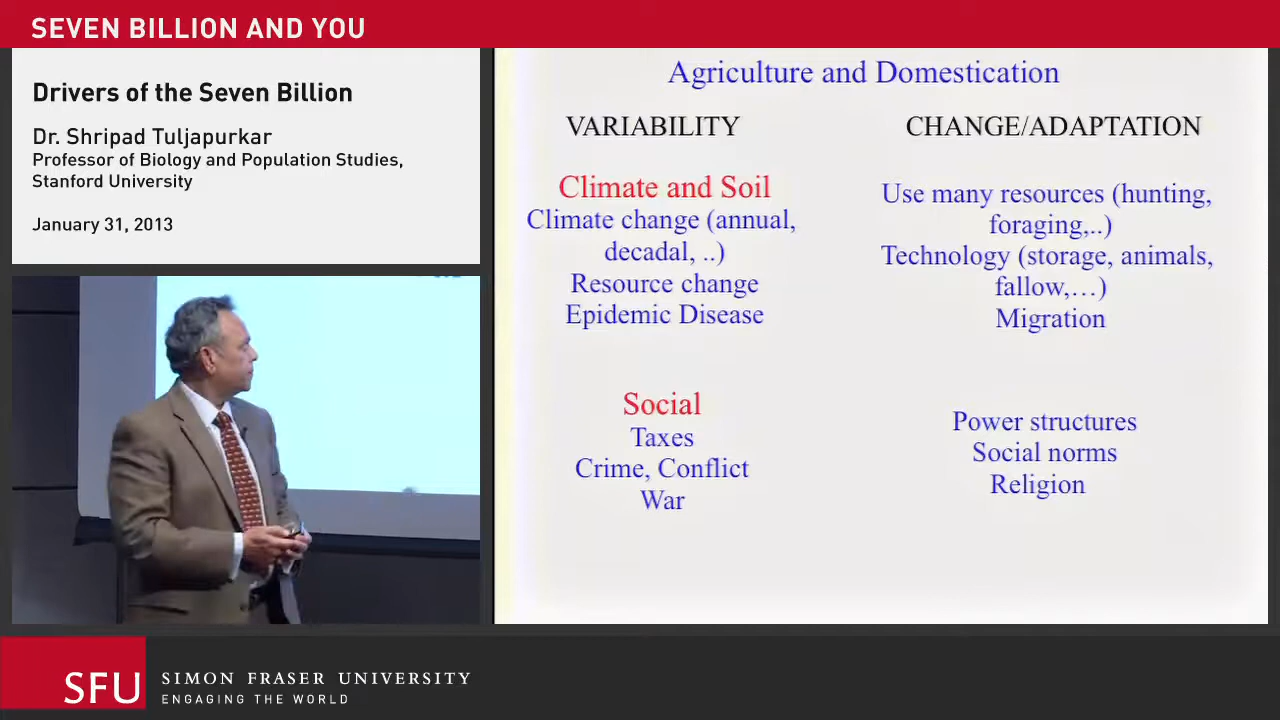 SEVEN BILLION AND YOU
Drivers of the Seven Billion
Dr. Shripad Tuljapurkar
Professor of Biology and Population Studies,
Stanford University
January 31, 2013
Agriculture and Domestication
VARIABILITY
Climate and Soil
Climate change (annual,
decadal, ..)
Resource change
Epidemic Disease
Social
Taxes
Crime, Conflict
War
CHANGE/ADAPTATION
Use many resources (hunting,
foraging,..)
Technology (storage, animals,
fallow,…)
Migration
Power structures
Social norms
Religion
SFU
SIMON FRASER UNIVERSITY
ENGAGING THE WORLD